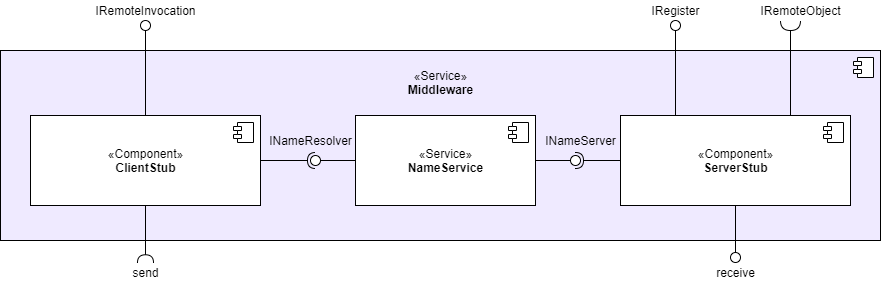 IRemoteInvocation
IRegister
IRemoteObject
«Service»
Middleware
«Component»
ClientStub
INameResolver
«Service»
NameService
INameServer
«Component»
ServerStub
send
receive